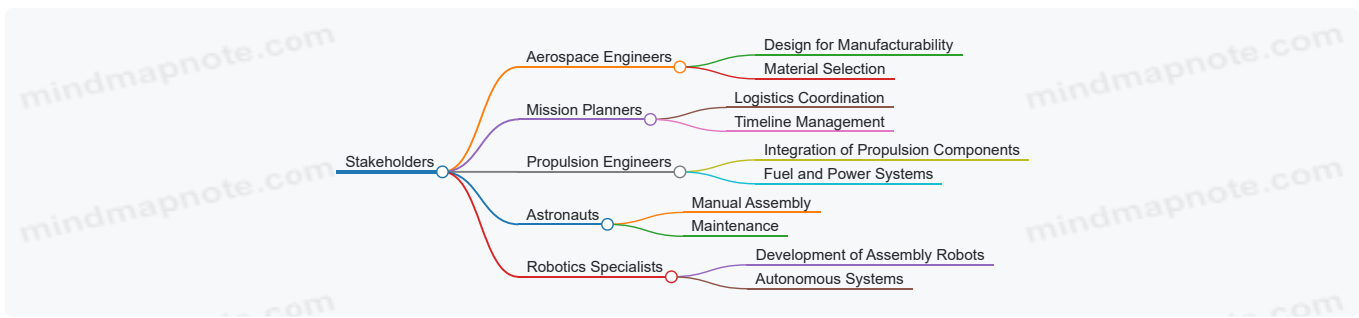 Stakeholders
Aerospace Engineers
Design for Manufacturability
Material Selection
Mission Planners
Logistics Coordination
Timeline Management
Propulsion Engineers
Integration of Propulsion Components
Fuel and Power Systems
Astronauts
Manual Assembly
Maintenance
Robotics Specialists
Development of Assembly Robots
Autonomous Systems
mindmapnote.com
mindmapnote.com
mindmapnote.com
mindmapnote.com